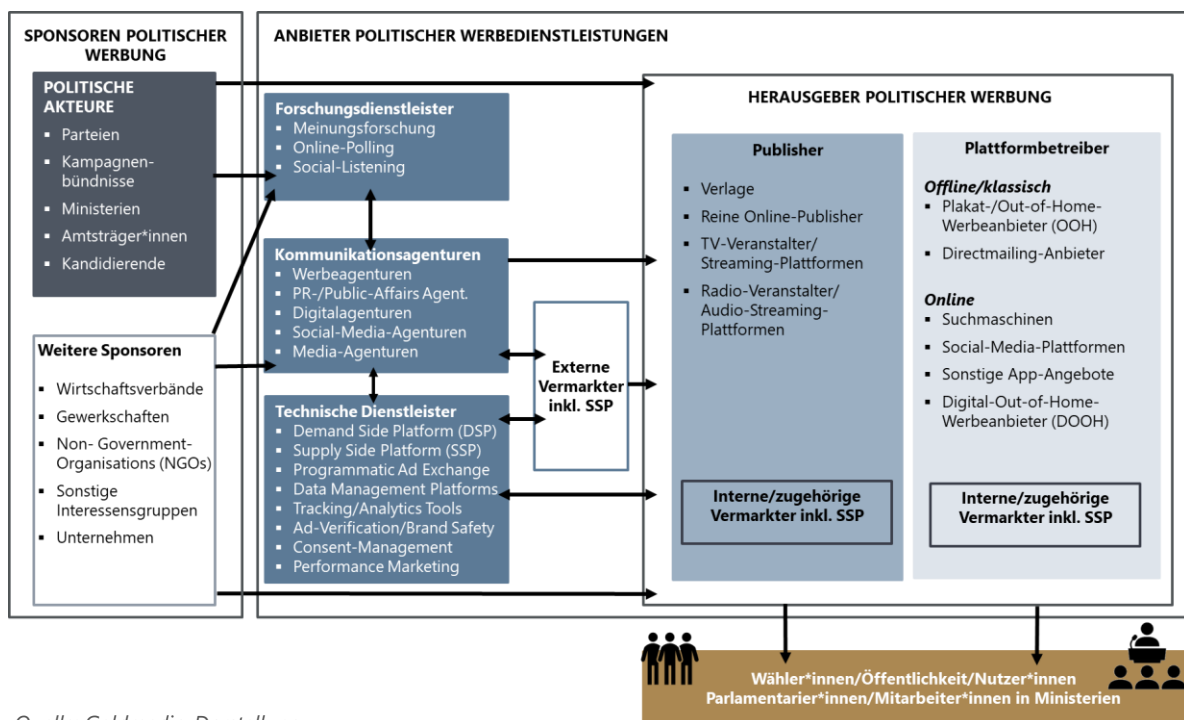 SPONSOREN POLITISCHER
WERBUNG
POLITISCHE
AKTEURE
▪ Parteien
▪ Kampagnen-
bündnisse
▪ Ministerien
▪ Amtsträger*innen
▪ Kandidierende
Weitere Sponsoren
▪ Wirtschaftsverbände
▪ Gewerkschaften
▪ Non- Government-
Organisations (NGOs)
▪ Sonstige
Interessensgruppen
▪ Unternehmen
ANBIETER POLITISCHER WERBEDIENSTLEISTUNGEN
Forschungsdienstleister
▪ Meinungsforschung
▪ Online-Polling
▪ Social-Listening
Kommunikationsagenturen
▪ Werbeagenturen
▪ PR-/Public-Affairs Agent.
▪ Digitalagenturen
▪ Social-Media-Agenturen
▪ Media-Agenturen
Technische Dienstleister
▪ Demand Side Platform (DSP)
▪ Supply Side Platform (SSP)
▪ Programmatic Ad Exchange
▪ Data Management Platforms
▪ Tracking/Analytics Tools
▪ Ad-Verification/Brand Safety
▪ Consent-Management
▪ Performance Marketing
Externe
Vermarkter
inkl. SSP
HERAUSGEBER POLITISCHER WERBUNG
Publisher
▪ Verlage
▪ Reine Online-Publisher
▪ TV-Veranstalter/
Streaming-Plattformen
▪ Radio-Veranstalter/
Audio-Streaming-
Plattformen
Interne/zugehörige
Vermarkter inkl. SSP
Plattformbetreiber
Offline/klassisch
▪ Plakat-/Out-of-Home-
Werbeanbieter (OOH)
▪ Directmailing-Anbieter
Online
▪ Suchmaschinen
▪ Social-Media-Plattformen
▪ Sonstige App-Angebote
▪ Digital-Out-of-Home-
Werbeanbieter (DOOH)
Interne/zugehörige
Vermarkter inkl. SSP
Wähler*innen/Öffentlichkeit/Nutzer*innen
Parlamentarier*innen/Mitarbeiter*innen in Ministerien